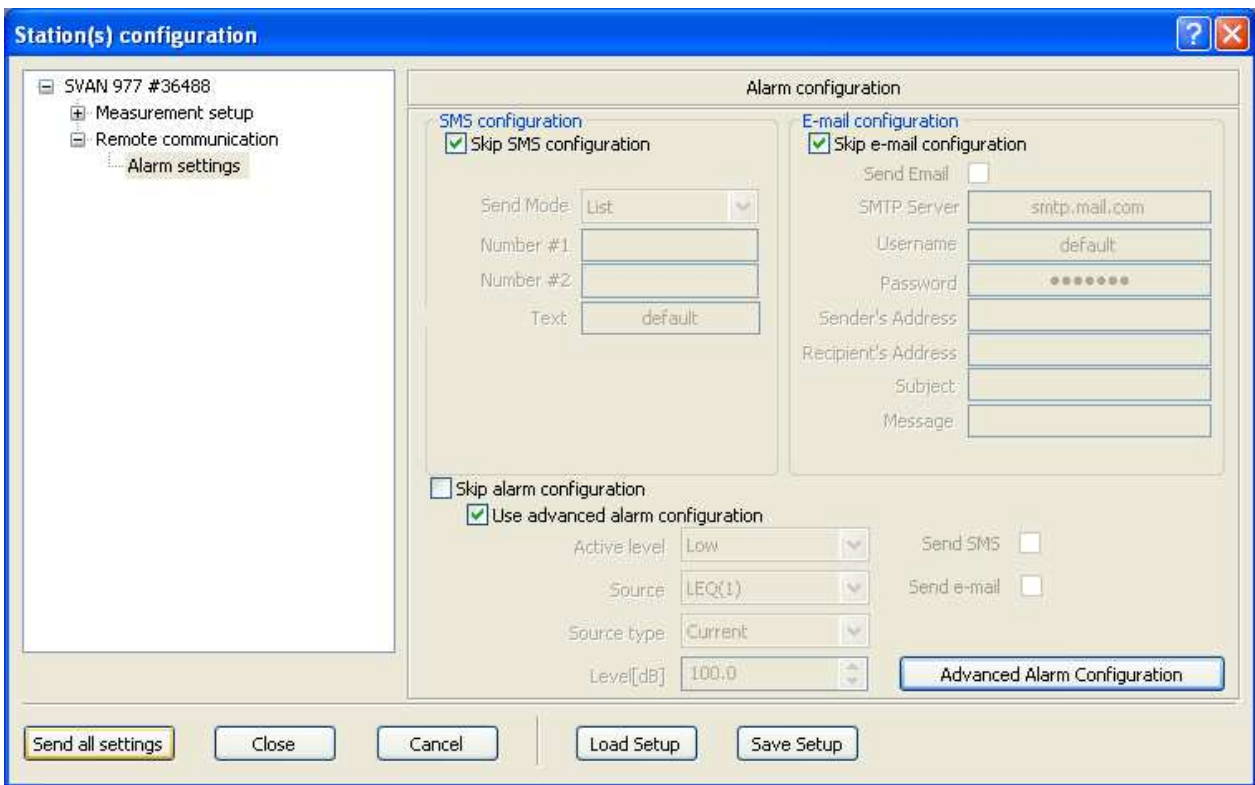 Station(s) configuration
SVAN 977 #36488
Measurement setup
Remote communication
Alarm settings
Alarm configuration
SMS configuration
Skip SMS configuration
Send Mode List
Number #1
Number #2
Text default
E-mail configuration
Skip e-mail configuration
Send Email
SMTP Server smtp.mail.com
Username default
Password •••••••
Sender's Address
Recipient's Address
Subject
Message
Skip alarm configuration
Use advanced alarm configuration
Active level Low
Source LEQ(1)
Source type Current
Level[dB] 100.0
Send SMS
Send e-mail
Advanced Alarm Configuration
Send all settings Close Cancel Load Setup Save Setup